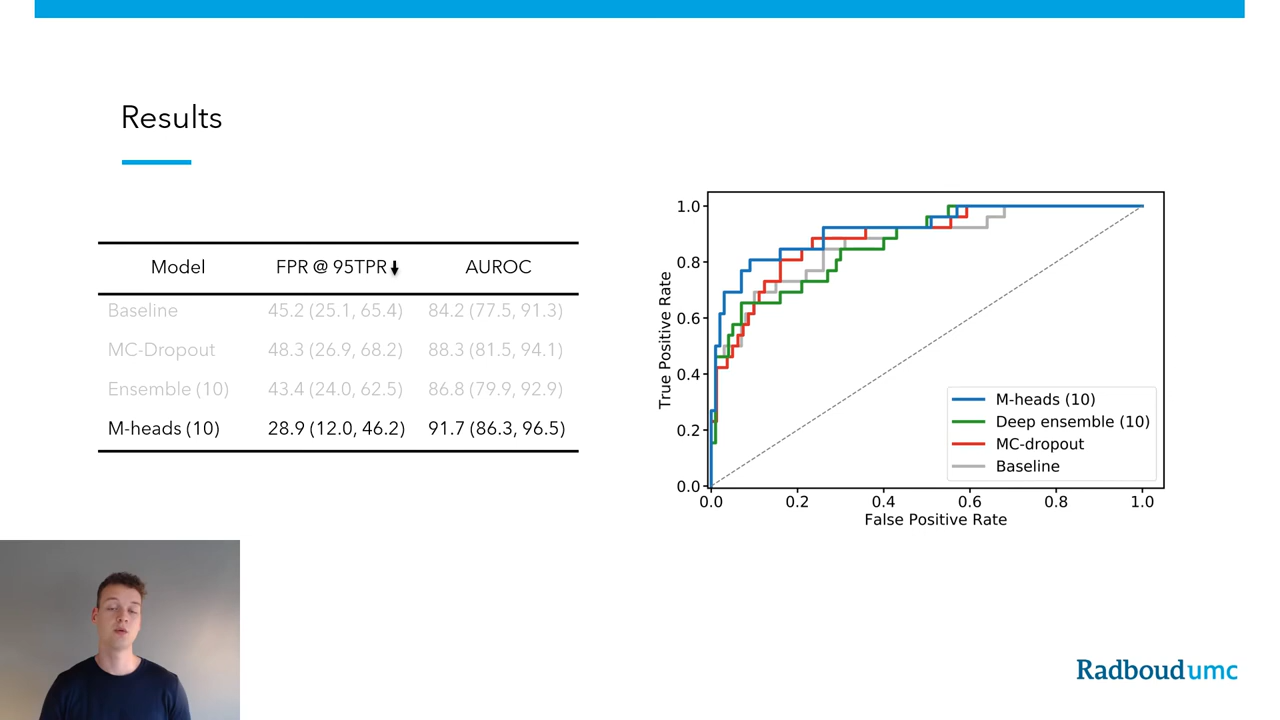 Results
Model FPR @ 95TPR⬇ AUROC
Baseline 45.2 (25.1, 65.4) 84.2 (77.5, 91.3)
MC-Dropout 48.3 (26.9, 68.2) 88.3 (81.5, 94.1)
Ensemble (10) 43.4 (24.0, 62.5) 86.8 (79.9, 92.9)
M-heads (10) 28.9 (12.0, 46.2) 91.7 (86.3, 96.5)
True Positive Rate
1.0
0.8
0.6
0.4
0.2
0.0
M-heads (10)
Deep ensemble (10)
MC-dropout
Baseline
0.0 0.2 0.4 0.6 0.8 1.0
False Positive Rate
Radboudumc